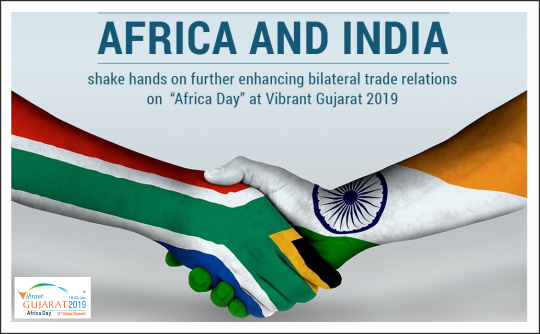 AFRICA AND INDIA
shake hands on further enhancing bilateral trade relations
on “Africa Day” at Vibrant Gujarat 2019
Vibrant
GUJARAT 2019
Africa Day